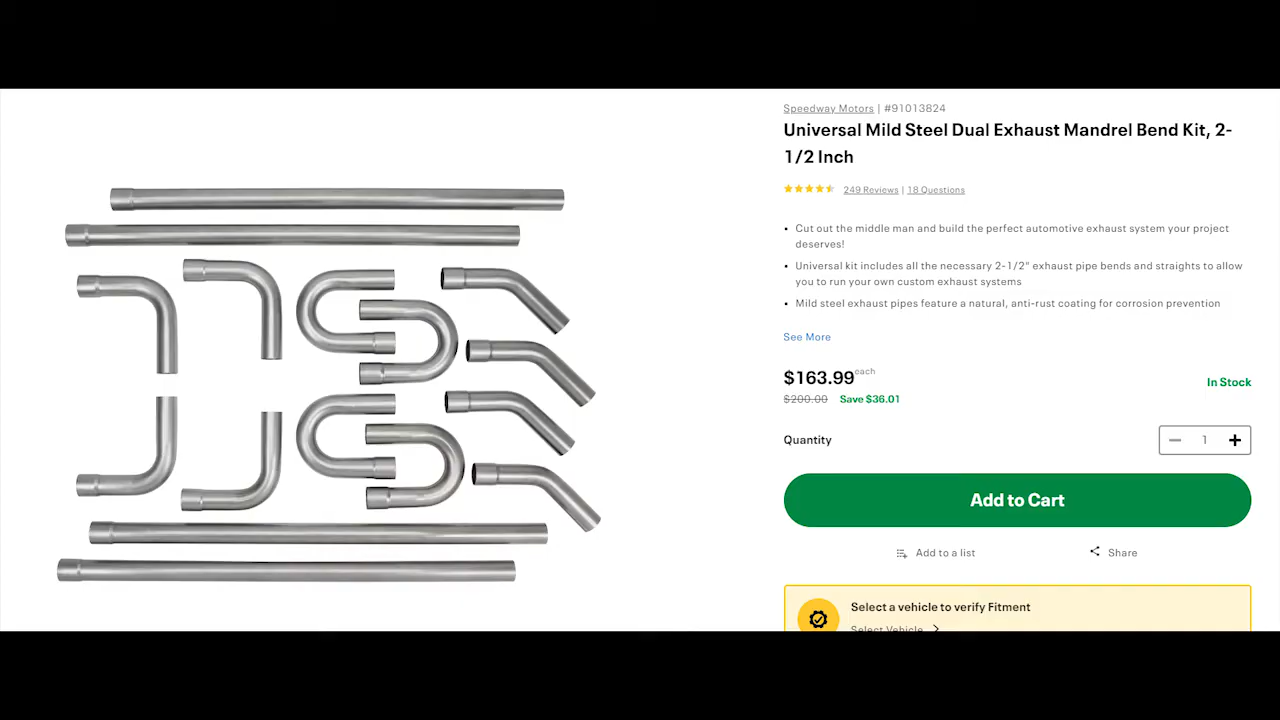 Speedway Motors | #91013824
Universal Mild Steel Dual Exhaust Mandrel Bend Kit, 2-
1/2 Inch
249 Reviews | 18 Questions
• Cut out the middle man and build the perfect automotive exhaust system your project
deserves!
• Universal kit includes all the necessary 2-1/2" exhaust pipe bends and straights to allow
you to run your own custom exhaust systems
• Mild steel exhaust pipes feature a natural, anti-rust coating for corrosion prevention
See More
$163.99 each
In Stock
$200.00 Save $36.01
Quantity
1
Add to Cart
Add to a list
Share
Select a vehicle to verify Fitment
Select Vehicle